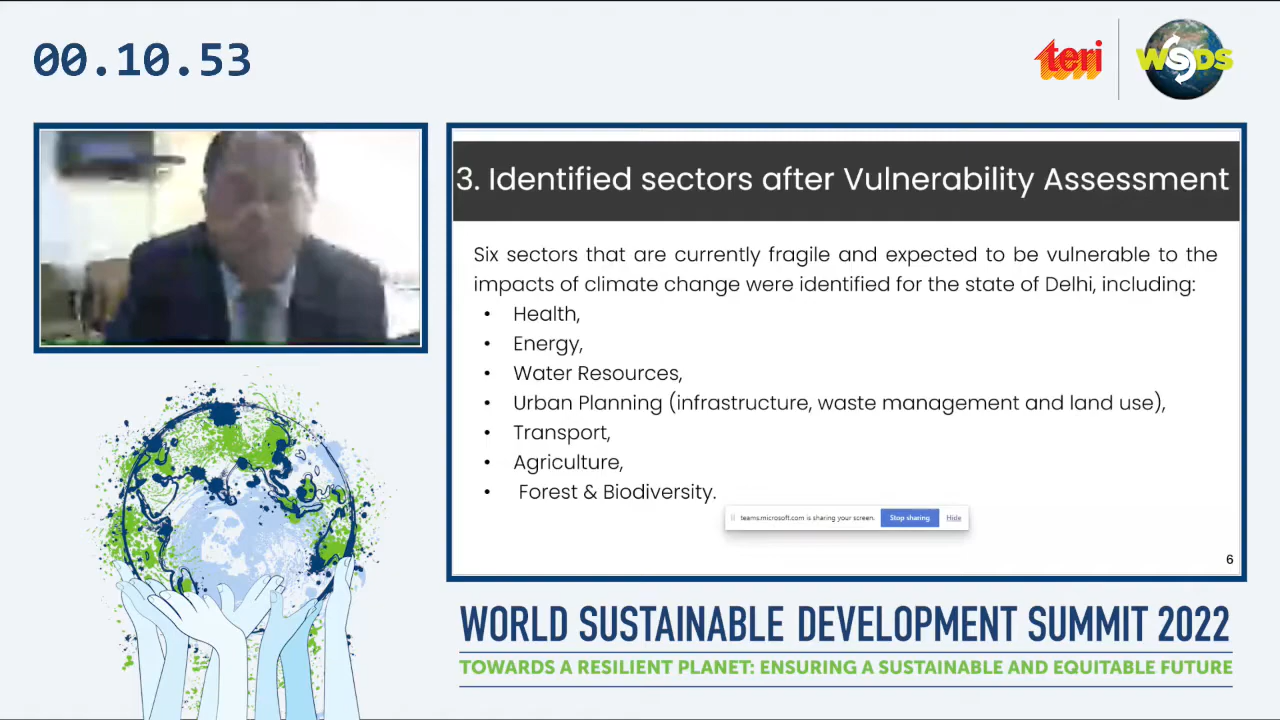 00.10.53
teri
WSDS
3. Identified sectors after Vulnerability Assessment
Six sectors that are currently fragile and expected to be vulnerable to the
impacts of climate change were identified for the state of Delhi, including:
• Health,
• Energy,
• Water Resources,
• Urban Planning (infrastructure, waste management and land use),
• Transport,
• Agriculture,
• Forest & Biodiversity.
teams.microsoft.com is sharing your screen. Stop sharing Hide
6
WORLD SUSTAINABLE DEVELOPMENT SUMMIT 2022
TOWARDS A RESILIENT PLANET: ENSURING A SUSTAINABLE AND EQUITABLE FUTURE